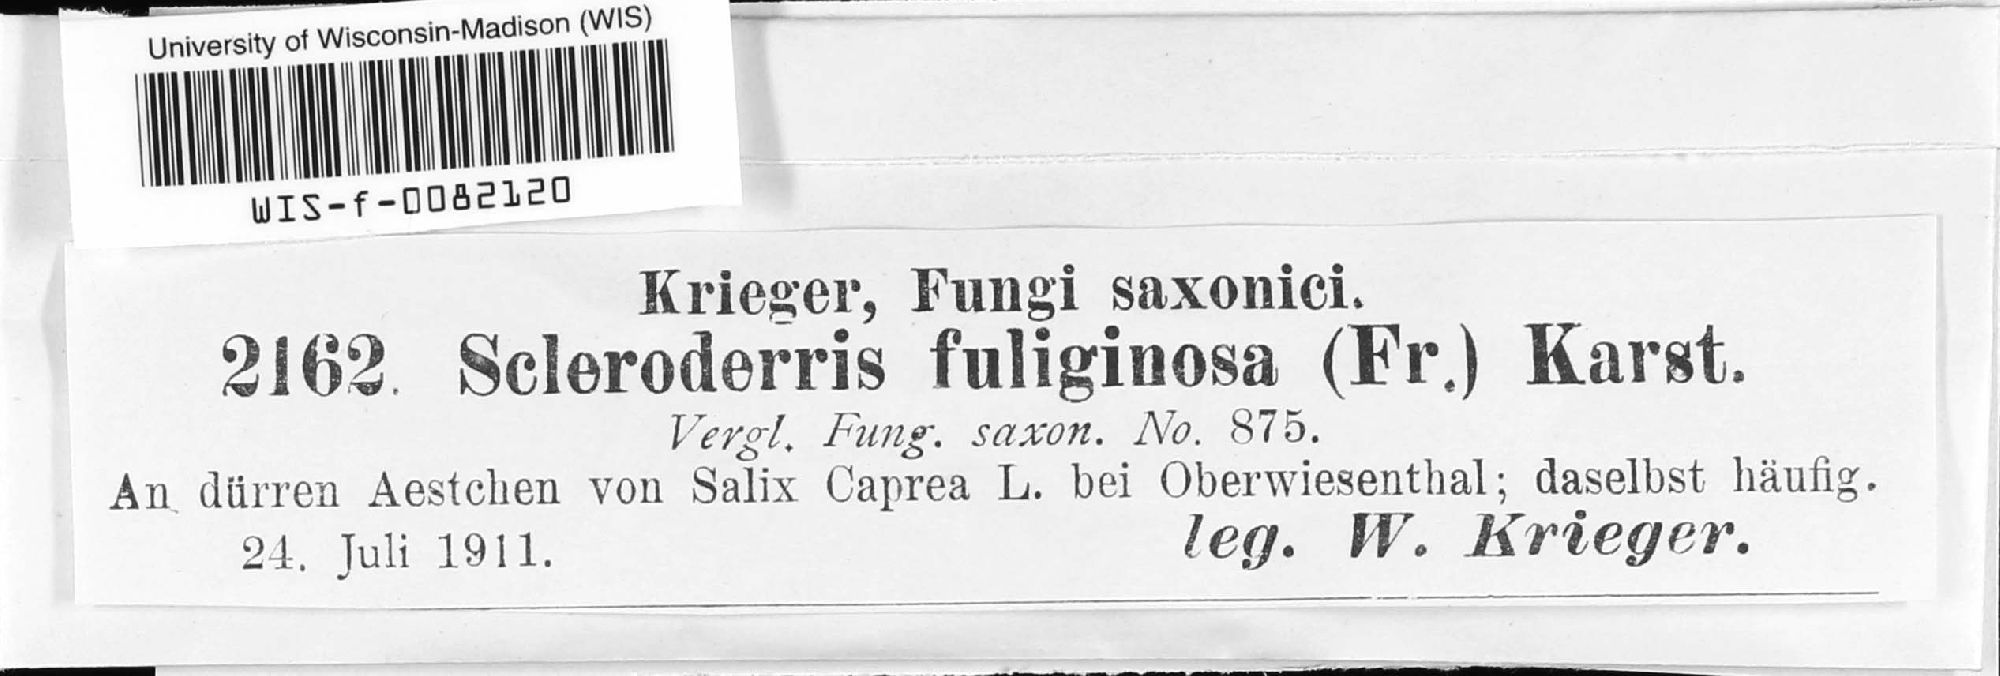 University of Wisconsin-Madison (WIS)
WIS-f-0082120
Krieger, Fungi saxonici.
2162. Scleroderris fuliginosa (Fr.) Karst.
Vergl. Fung. saxon. No. 875.
An dürren Aestchen von Salix Caprea L. bei Oberwiesenthal; daselbst häufig.
24. Juli 1911. leg. W. Krieger.